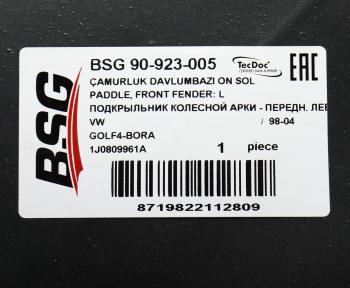 BSG
BSG 90-923-005
TecDoc
EAC
ÇAMURLUK DAVLUMBAZI ON SOL
PADDLE, FRONT FENDER: L
ПОДКРЫЛЬНИК КОЛЕСНОЙ АРКИ - ПЕРЕДН. ЛЕВ
VW / 98-04
GOLF4-BORA
1J0809961A 1 piece
8719822112809